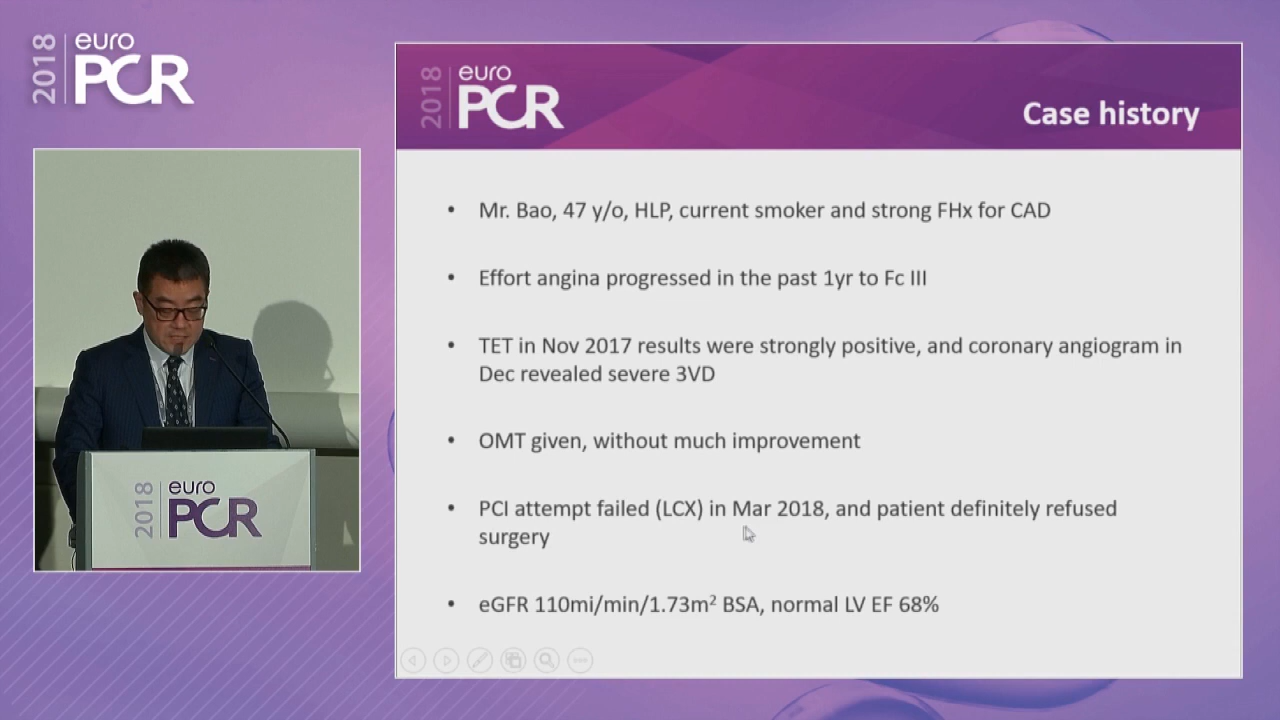 2018 euro PCR
2018 euro PCR
Case history
• Mr. Bao, 47 y/o, HLP, current smoker and strong FHx for CAD
• Effort angina progressed in the past 1yr to Fc III
• TET in Nov 2017 results were strongly positive, and coronary angiogram in
Dec revealed severe 3VD
• OMT given, without much improvement
• PCI attempt failed (LCX) in Mar 2018, and patient definitely refused
surgery
• eGFR 110mi/min/1.73m² BSA, normal LV EF 68%
2018 euro PCR